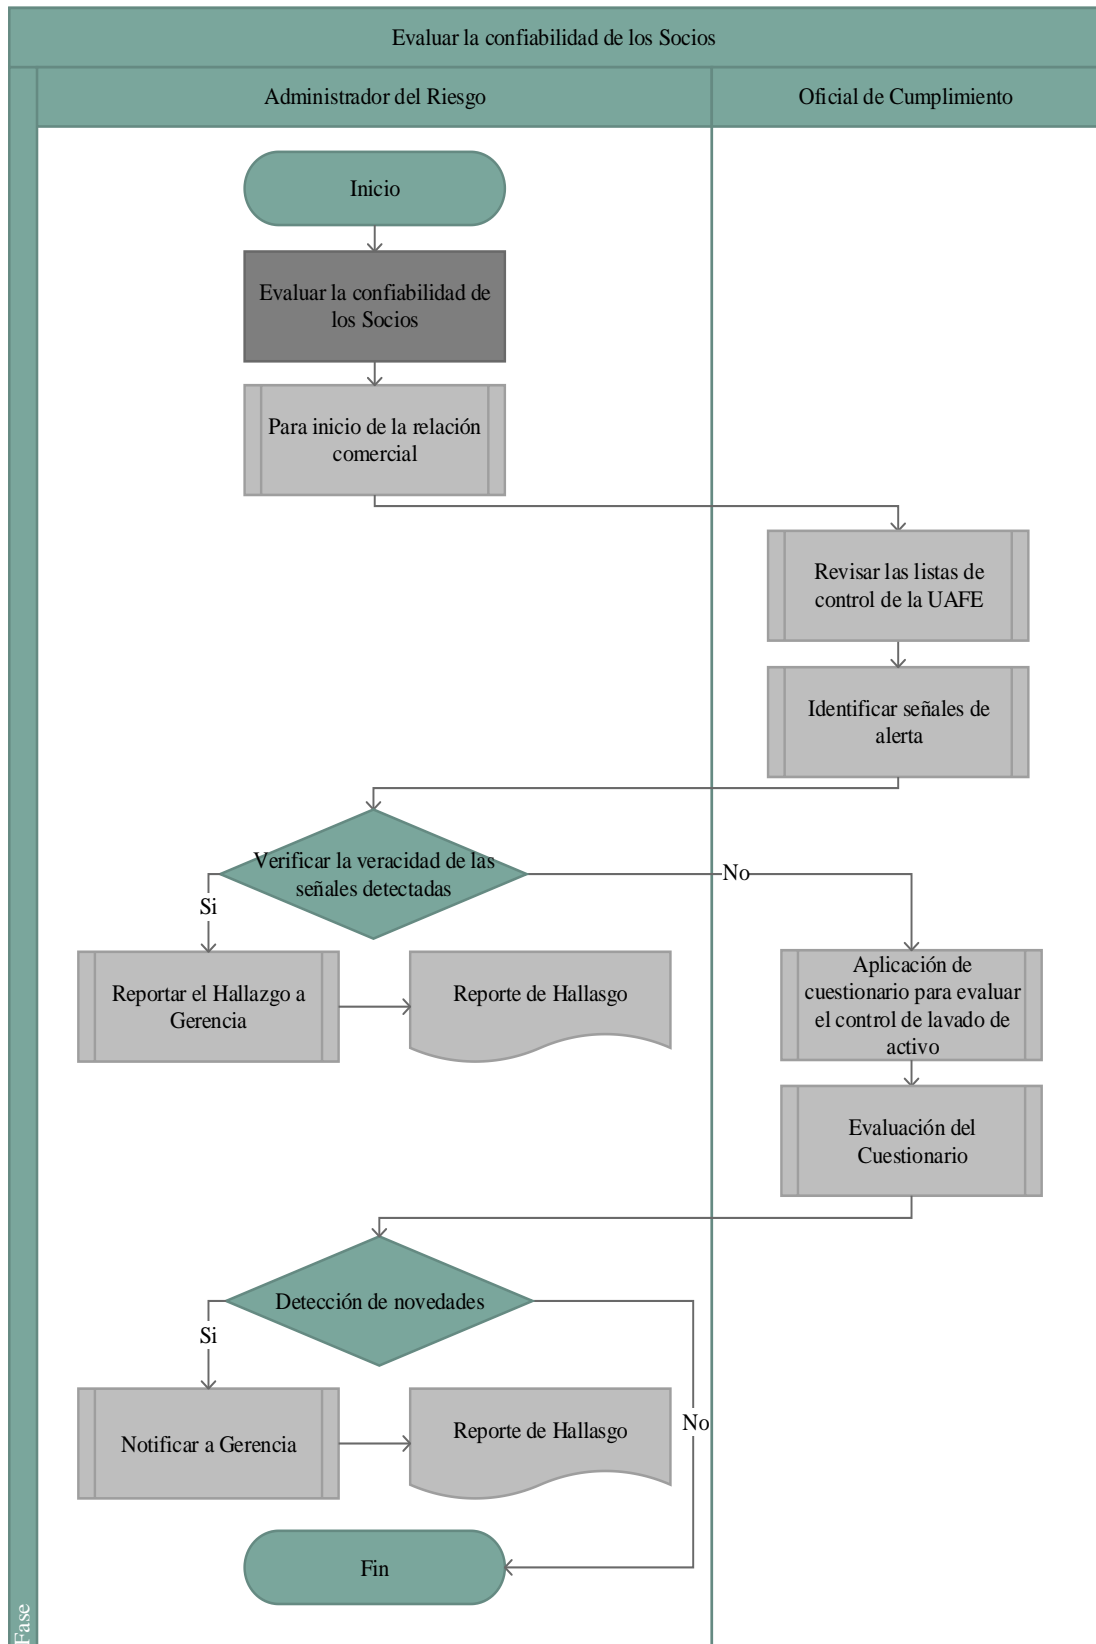 Evaluar la confiabilidad de los Socios
Administrador del Riesgo
Oficial de Cumplimiento
Inicio
Evaluar la confiabilidad de
los Socios
Para inicio de la relación
comercial
Revisar las listas de
control de la UAFE
Identificar señales de
alerta
Verificar la veracidad de las
señales detectadas
No
Si
Reportar el Hallazgo a
Gerencia
Reporte de Hallasgo
Aplicación de
cuestionario para evaluar
el control de lavado de
activo
Evaluación del
Cuestionario
Detección de novedades
Si
No
Notificar a Gerencia
Reporte de Hallasgo
Fin
Fase